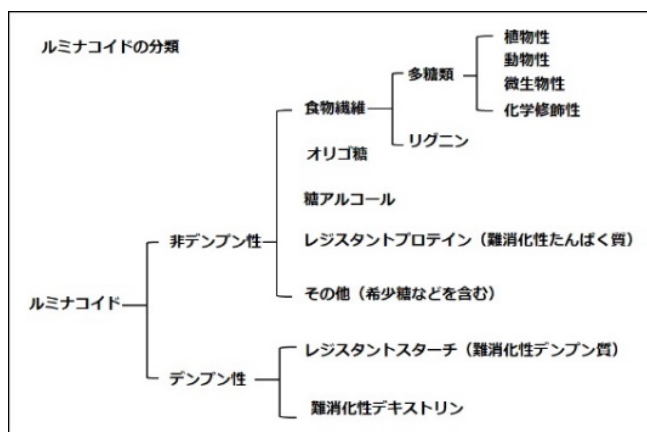 ルミナコイドの分類
植物性
動物性
微生物性
化学修飾性
多糖類
リグニン
食物繊維
オリゴ糖
糖アルコール
レジスタントプロテイン（難消化性たんぱく質）
その他（希少糖などを含む）
非デンプン性
ルミナコイド
デンプン性
レジスタントスターチ（難消化性デンプン質）
難消化性デキストリン